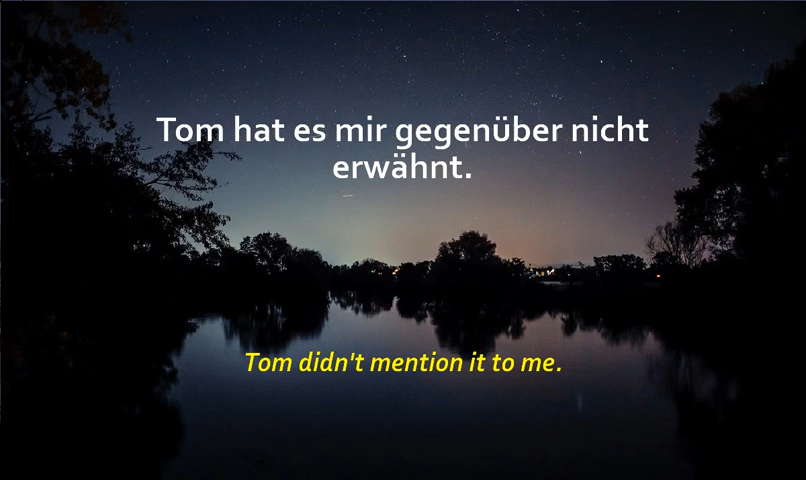 Tom hat es mir gegenüber nicht
erwähnt.
Tom didn't mention it to me.